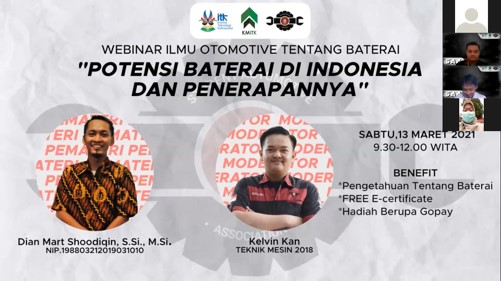 itk
KMITK
WEBINAR ILMU OTOMOTIVE TENTANG BATERAI
"POTENSI BATERAI DI INDONESIA
DAN PENERAPANNYA"
SABTU,13 MARET 2021
9.30-12.00 WITA
BENEFIT
*Pengetahuan Tentang Baterai
*FREE E-certificate
*Hadiah Berupa Gopay
Dian Mart Shoodiqin, S.Si., M.Si.
NIP.198803212019031010
Kelvin Kan
TEKNIK MESIN 2018